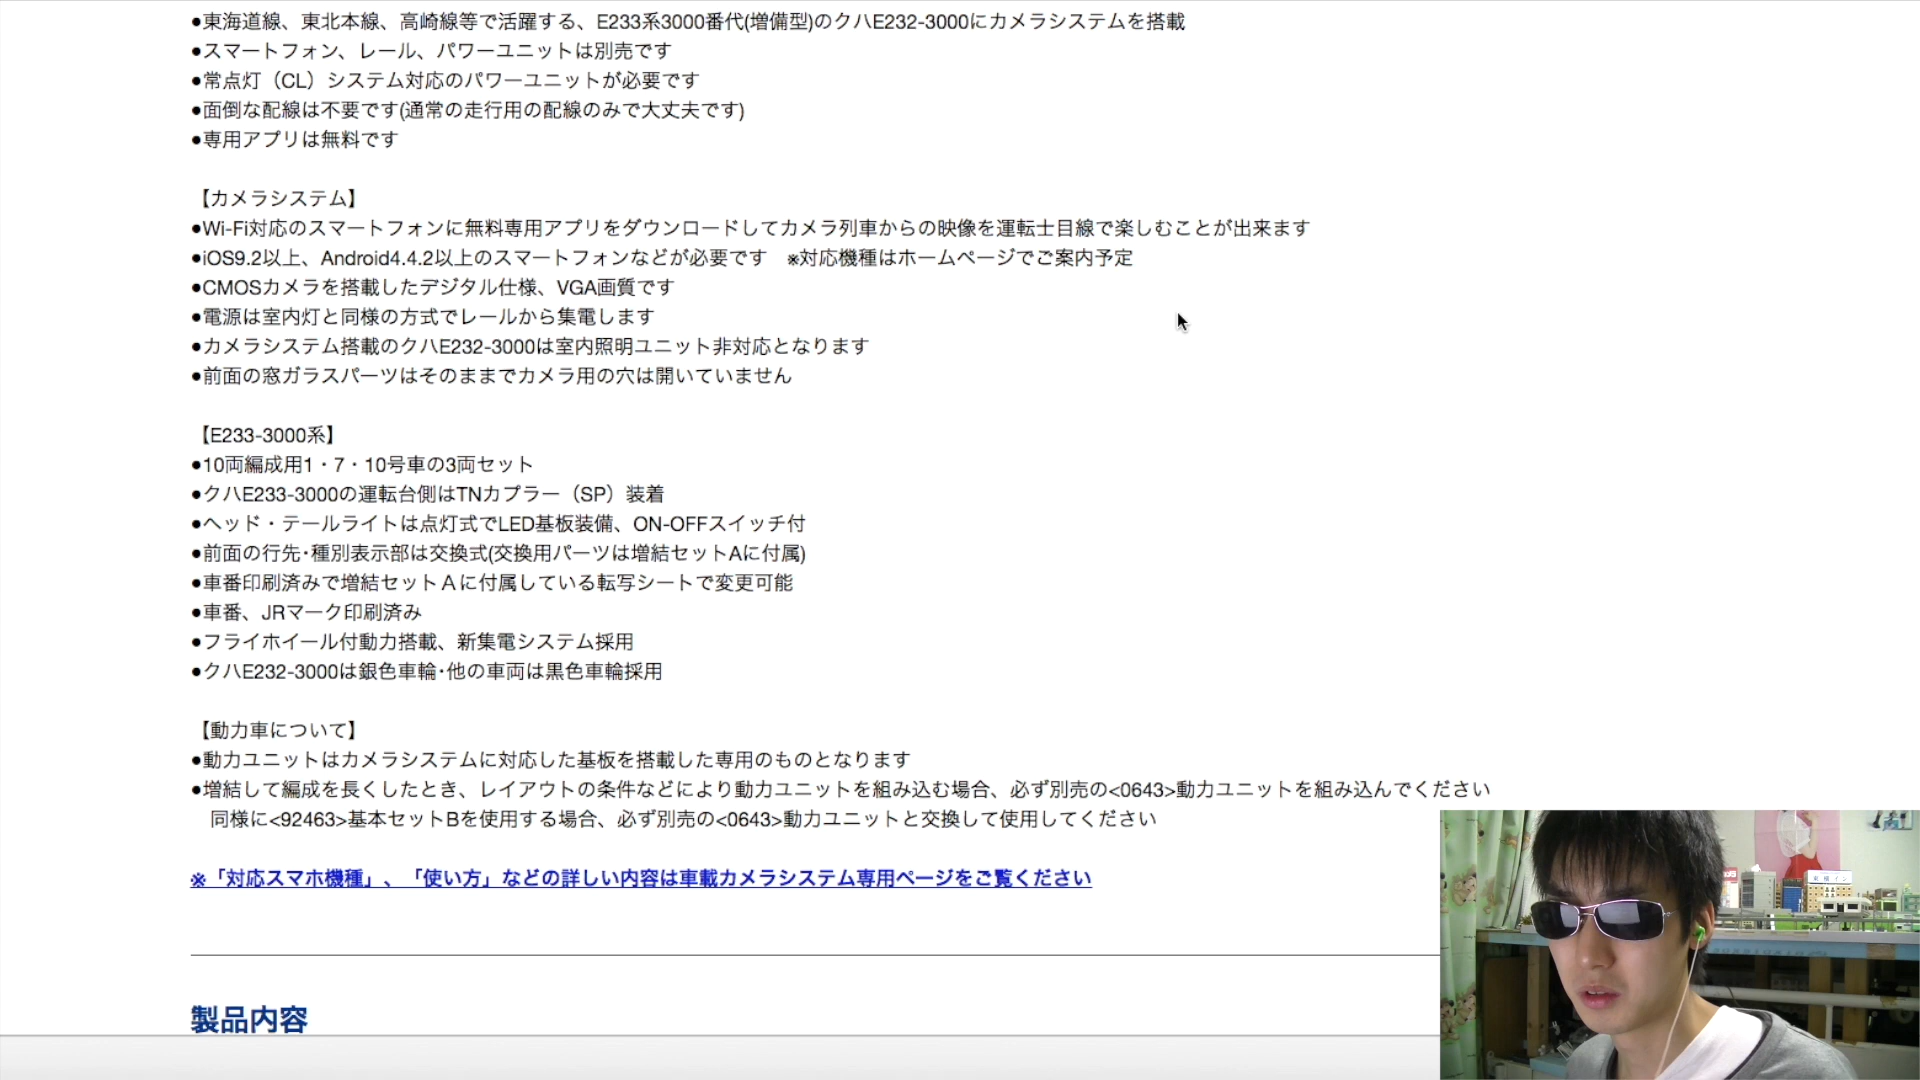 ●東海道線、東北本線、高崎線等で活躍する、E233系3000番代(増備型)のクハE232-3000にカメラシステムを搭載
●スマートフォン、レール、パワーユニットは別売です
●常点灯（CL）システム対応のパワーユニットが必要です
●面倒な配線は不要です(通常の走行用の配線のみで大丈夫です)
●専用アプリは無料です
【カメラシステム】
●Wi-Fi対応のスマートフォンに無料専用アプリをダウンロードしてカメラ列車からの映像を運転士目線で楽しむことが出来ます
●iOS9.2以上、Android4.4.2以上のスマートフォンなどが必要です　※対応機種はホームページでご案内予定
●CMOSカメラを搭載したデジタル仕様、VGA画質です
●電源は室内灯と同様の方式でレールから集電します
●カメラシステム搭載のクハE232-3000は室内照明ユニット非対応となります
●前面の窓ガラスパーツはそのままでカメラ用の穴は開いていません
【E233-3000系】
●10両編成用1・7・10号車の3両セット
●クハE233-3000の運転台側はTNカプラー（SP）装着
●ヘッド・テールライトは点灯式でLED基板装備、ON-OFFスイッチ付
●前面の行先･種別表示部は交換式(交換用パーツは増結セットAに付属)
●車番印刷済みで増結セットＡに付属している転写シートで変更可能
●車番、JRマーク印刷済み
●フライホイール付動力搭載、新集電システム採用
●クハE232-3000は銀色車輪･他の車両は黒色車輪採用
【動力車について】
●動力ユニットはカメラシステムに対応した基板を搭載した専用のものとなります
●増結して編成を長くしたとき、レイアウトの条件などにより動力ユニットを組み込む場合、必ず別売の<0643>動力ユニットを組み込んでください
同様に<92463>基本セットBを使用する場合、必ず別売の<0643>動力ユニットと交換して使用してください
※「対応スマホ機種」、「使い方」などの詳しい内容は車載カメラシステム専用ページをご覧ください
製品内容